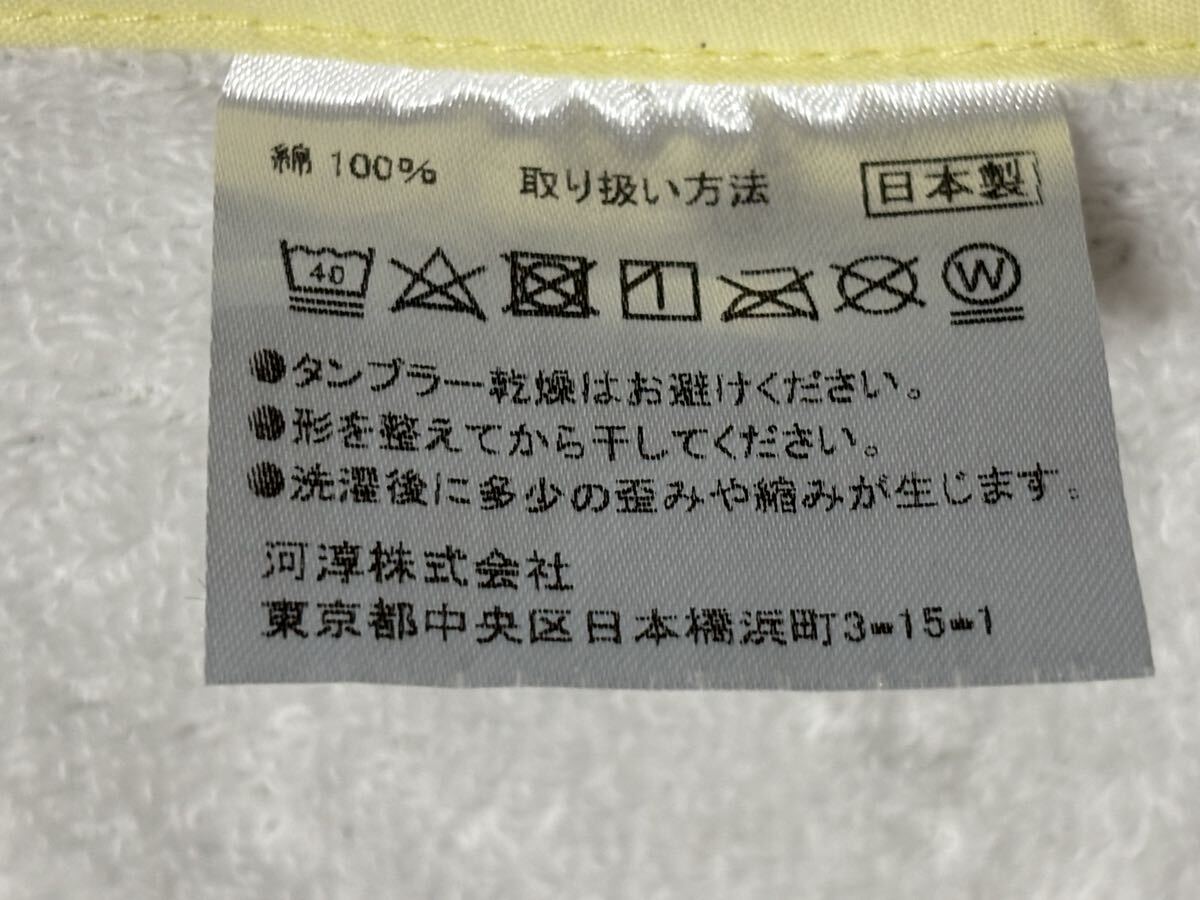 綿 100% 取り扱い方法 日本製
40 W
●タンブラー乾燥はお避けください。
●形を整えてから干してください。
●洗濯後に多少の歪みや縮みが生じます。
河淳株式会社
東京都中央区日本橋浜町3-15-1